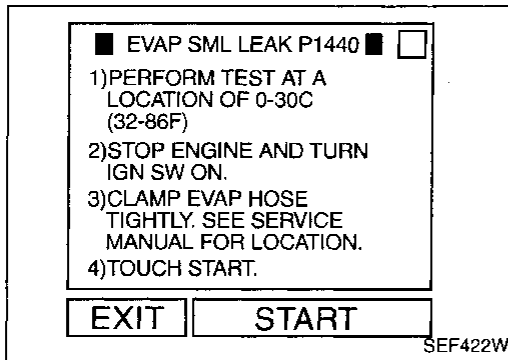 EVAP SML LEAK P1440
1)PERFORM TEST AT A
LOCATION OF 0-30C
(32-86F)
2)STOP ENGINE AND TURN
IGN SW ON.
3)CLAMP EVAP HOSE
TIGHTLY. SEE SERVICE
MANUAL FOR LOCATION.
4)TOUCH START.
EXIT START
SEF422W